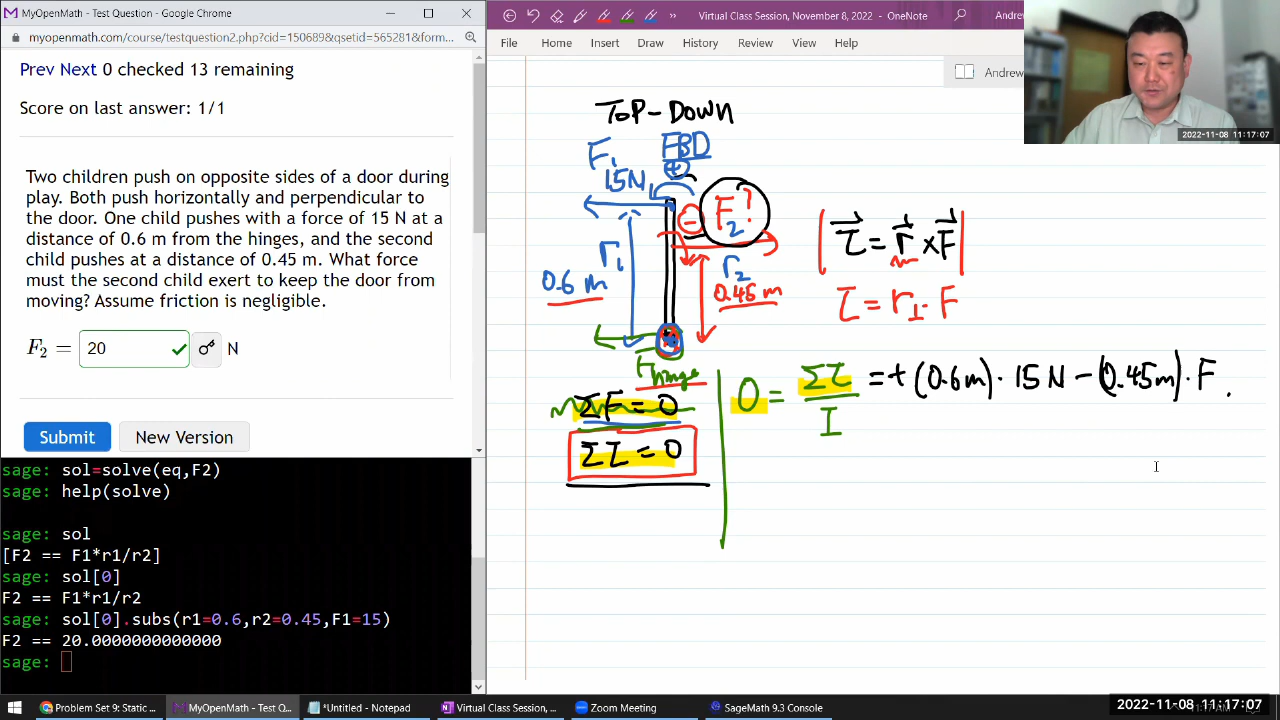 MyOpenMath - Test Question - Google Chrome
myopenmath.com/course/testquestion2.php?cid=150689&qsetid=565281&form...
Prev Next 0 checked 13 remaining
Score on last answer: 1/1
Two children push on opposite sides of a door during
play. Both push horizontally and perpendicular to
the door. One child pushes with a force of 15 N at a
distance of 0.6 m from the hinges, and the second
child pushes at a distance of 0.45 m. What force
must the second child exert to keep the door from
moving? Assume friction is negligible.
F₂ = 20 N
Submit New Version
sage: sol=solve(eq,F2)
sage: help(solve)
sage: sol
[F2 == F1*r1/r2]
sage: sol[0]
F2 == F1*r1/r2
sage: sol[0].subs(r1=0.6,r2=0.45,F1=15)
F2 == 20.0000000000000
sage:
Virtual Class Session, November 8, 2022 - OneNote
Andrew
File Home Insert Draw History Review View Help
Andrew
2022-11-08 11:17:07
TOP-DOWN
FBD
F₁
15N
+
− F₂ ?
r₁
0.6 m
r₂
0.45 m
F hinge
ΣF = 0
Στ = 0
τ = r × F
τ = r⊥ · F
0 = Στ / I = + (0.6m) · 15 N − (0.45m) · F
Problem Set 9: Static ... MyOpenMath - Test Q... *Untitled - Notepad Virtual Class Session,... Zoom Meeting SageMath 9.3 Console
2022-11-08 11:17:07